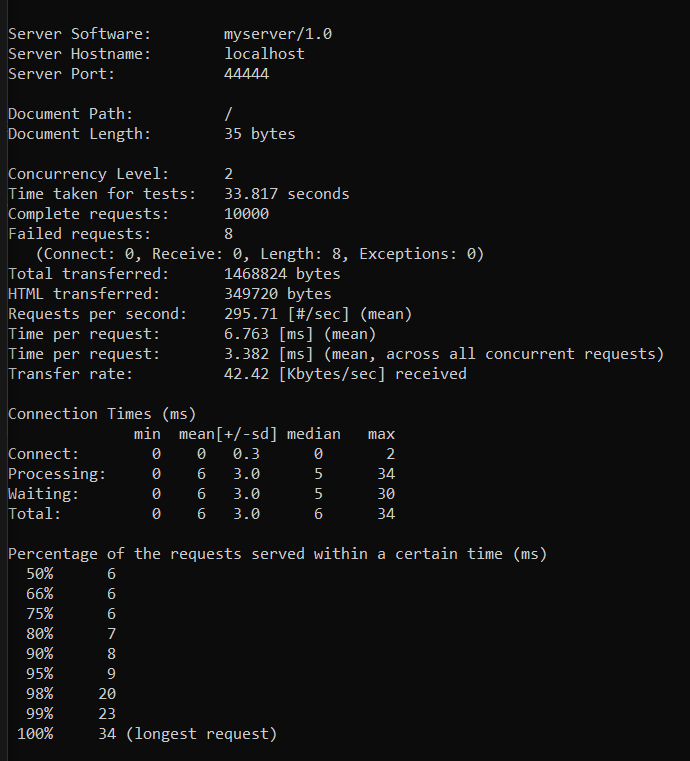 Server Software:        myserver/1.0
Server Hostname:        localhost
Server Port:            44444
Document Path:          /
Document Length:        35 bytes
Concurrency Level:      2
Time taken for tests:   33.817 seconds
Complete requests:      10000
Failed requests:        8
   (Connect: 0, Receive: 0, Length: 8, Exceptions: 0)
Total transferred:      1468824 bytes
HTML transferred:       349720 bytes
Requests per second:    295.71 [#/sec] (mean)
Time per request:       6.763 [ms] (mean)
Time per request:       3.382 [ms] (mean, across all concurrent requests)
Transfer rate:          42.42 [Kbytes/sec] received
Connection Times (ms)
              min  mean[+/-sd] median   max
Connect:        0    0   0.3      0       2
Processing:     0    6   3.0      5      34
Waiting:        0    6   3.0      5      30
Total:          0    6   3.0      6      34
Percentage of the requests served within a certain time (ms)
  50%      6
  66%      6
  75%      6
  80%      7
  90%      8
  95%      9
  98%     20
  99%     23
 100%     34 (longest request)